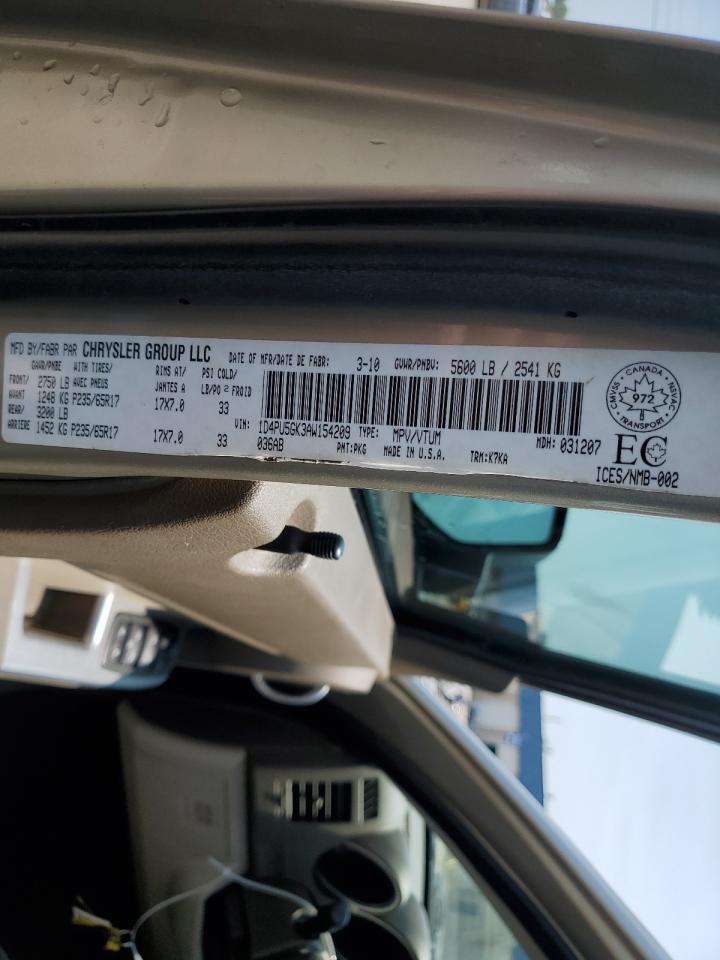 MFD BY/FABR PAR CHRYSLER GROUP LLC DATE OF MFR/DATE DE FABR: 3-10 GVWR/PNBV: 5600 LB / 2541 KG
GAWR/PNBE WITH TIRES/ RIMS AT/ PSI COLD/
FRONT/ 2750 LB AVEC PNEUS JANTES A LB/PO² FROID
AVANT 1248 KG P235/65R17 17X7.0 33
REAR/ 3200 LB
ARRIERE 1452 KG P235/65R17 17X7.0 33
VIN: 1D4PU5GK3AW154209 TYPE: MPV/VTUM MDH: 031207
036AB PNT:PKG MADE IN U.S.A. TRM:K7KA
CMVSS · CANADA · NSVAC
972
TRANSPORT
EC
ICES/NMB-002